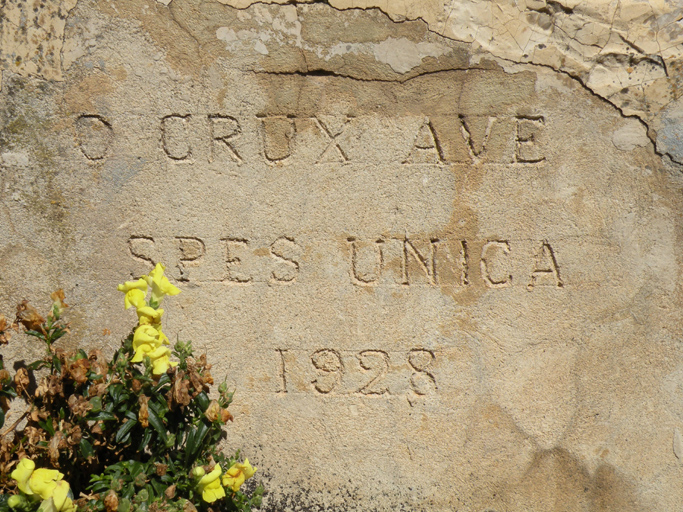 O CRUX AVE
SPES UNICA
1928